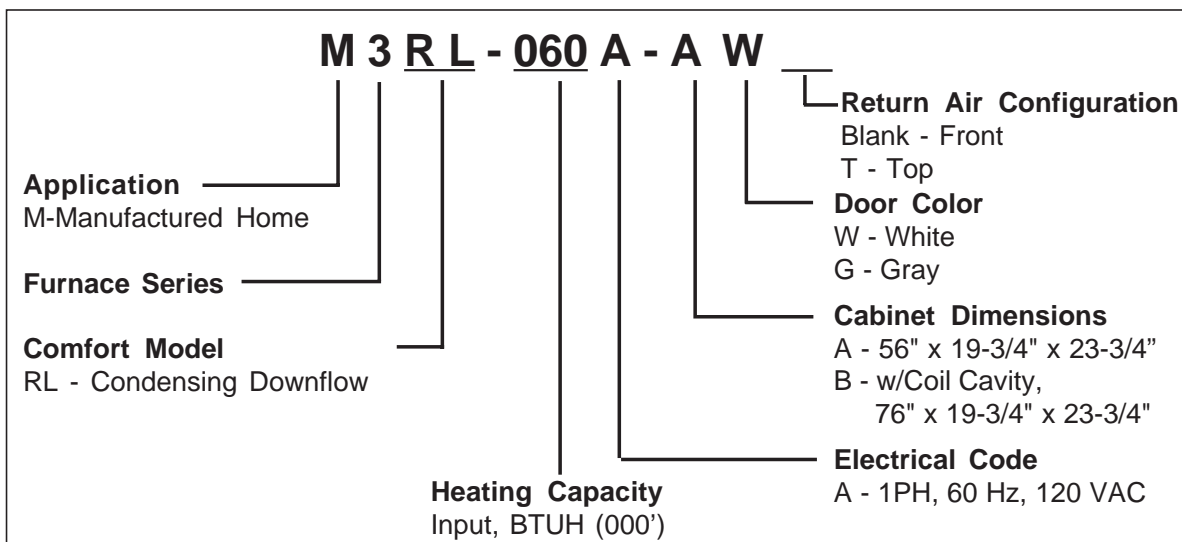 M 3 R L - 060 A - A W
Return Air Configuration
Blank - Front
T - Top
Application
M-Manufactured Home
Door Color
W - White
G - Gray
Furnace Series
Cabinet Dimensions
A - 56" x 19-3/4" x 23-3/4”
B - w/Coil Cavity,
76" x 19-3/4" x 23-3/4"
Comfort Model
RL - Condensing Downflow
Electrical Code
A - 1PH, 60 Hz, 120 VAC
Heating Capacity
Input, BTUH (000’)